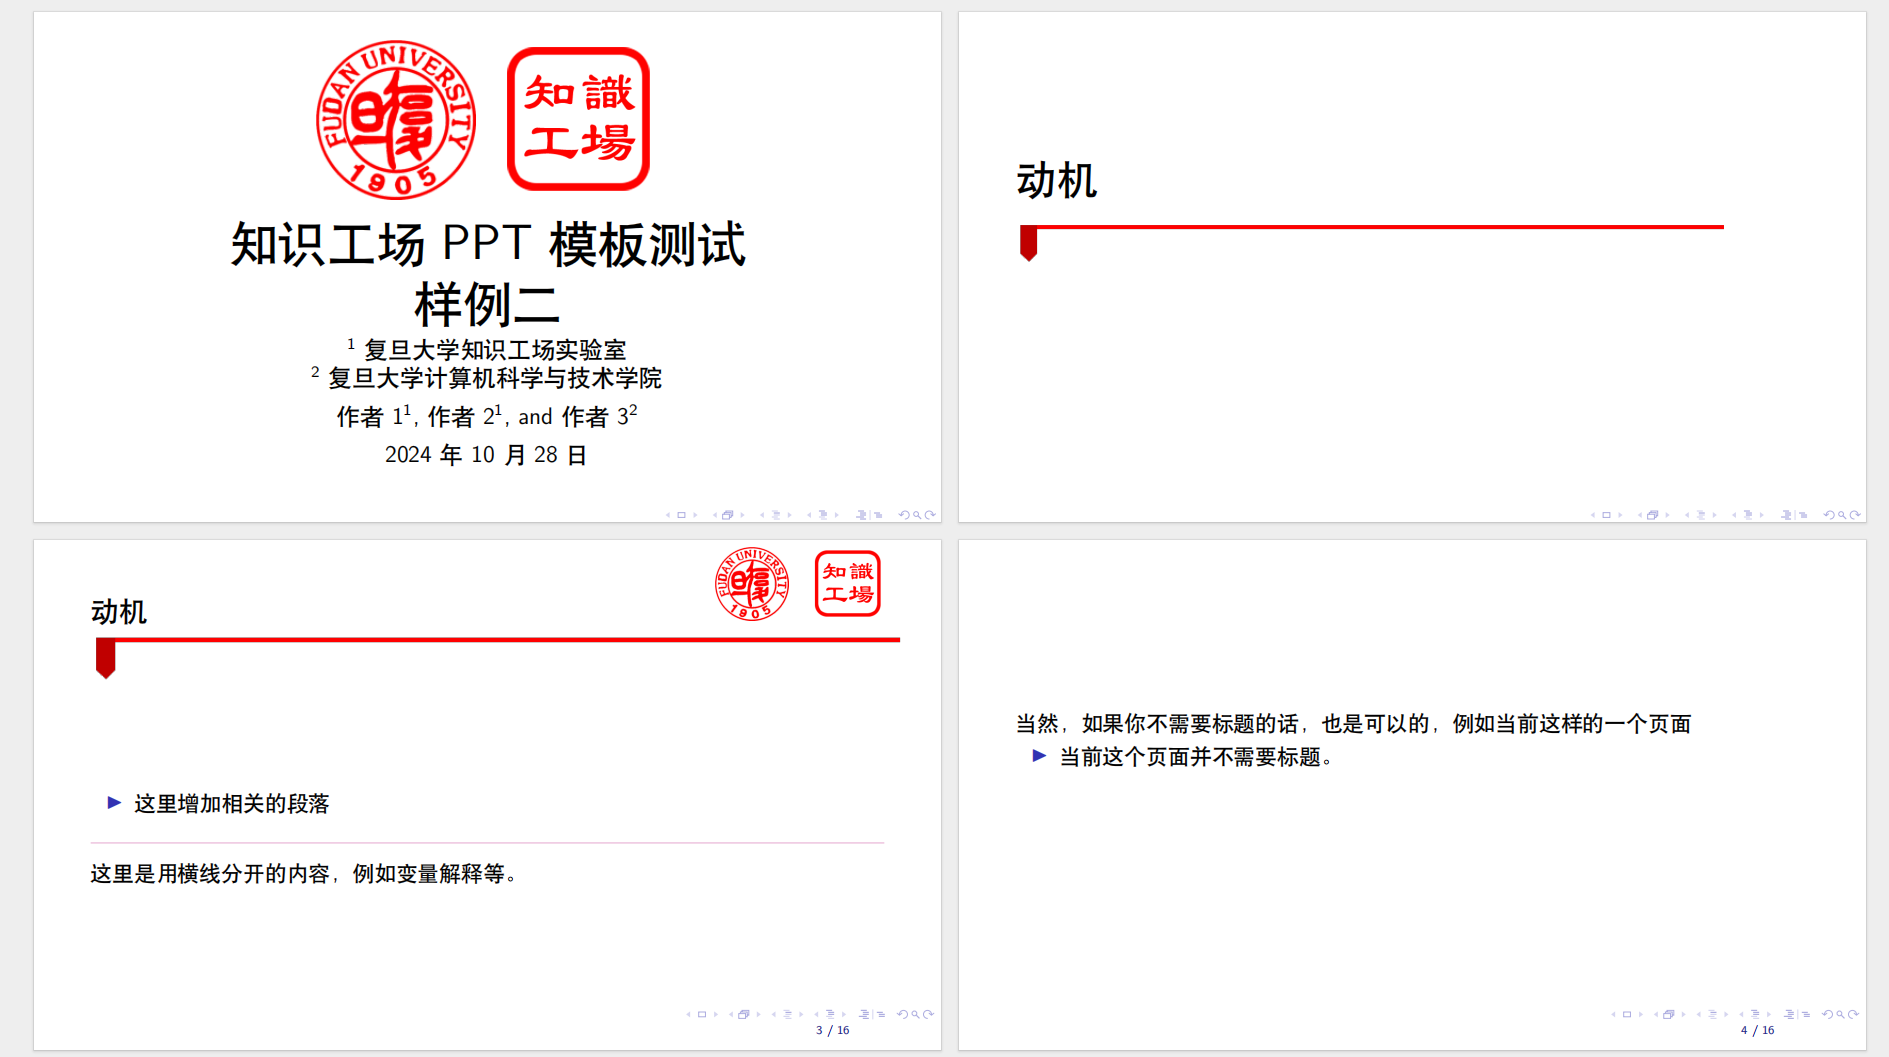 FUDAN UNIVERSITY
1905
知識
工場
知识工场 PPT 模板测试
样例二
1 复旦大学知识工场实验室
2 复旦大学计算机科学与技术学院
作者 11, 作者 21, and 作者 32
2024 年 10 月 28 日
动机
FUDAN UNIVERSITY
1905
知識
工場
动机
这里增加相关的段落
这里是用横线分开的内容，例如变量解释等。
3 / 16
当然，如果你不需要标题的话，也是可以的，例如当前这样的一个页面
当前这个页面并不需要标题。
4 / 16